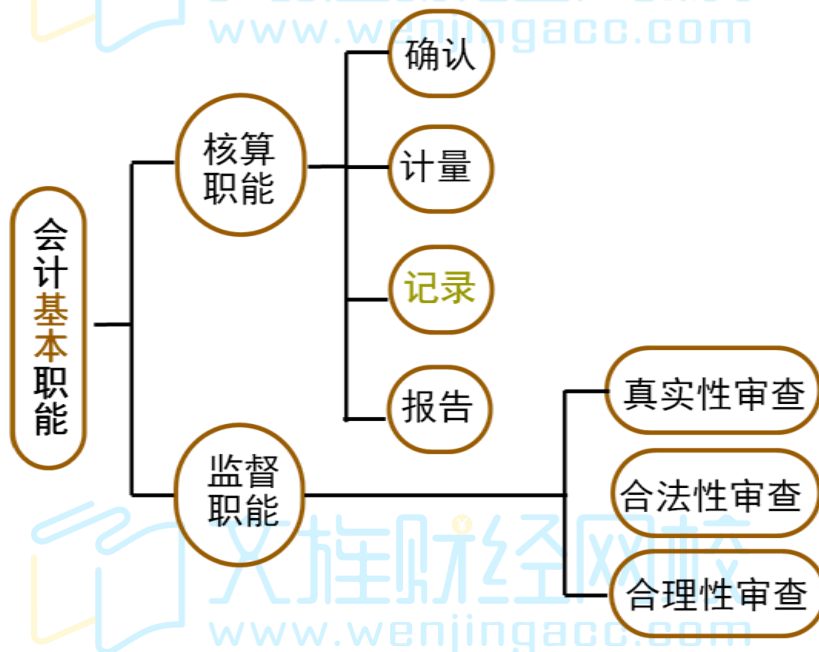 www.wenjingacc.com
确认
核算
职能
计量
会计基本职能
记录
报告
真实性审查
监督
职能
合法性审查
合理性审查
文旌财经网校
www.wenjingacc.com